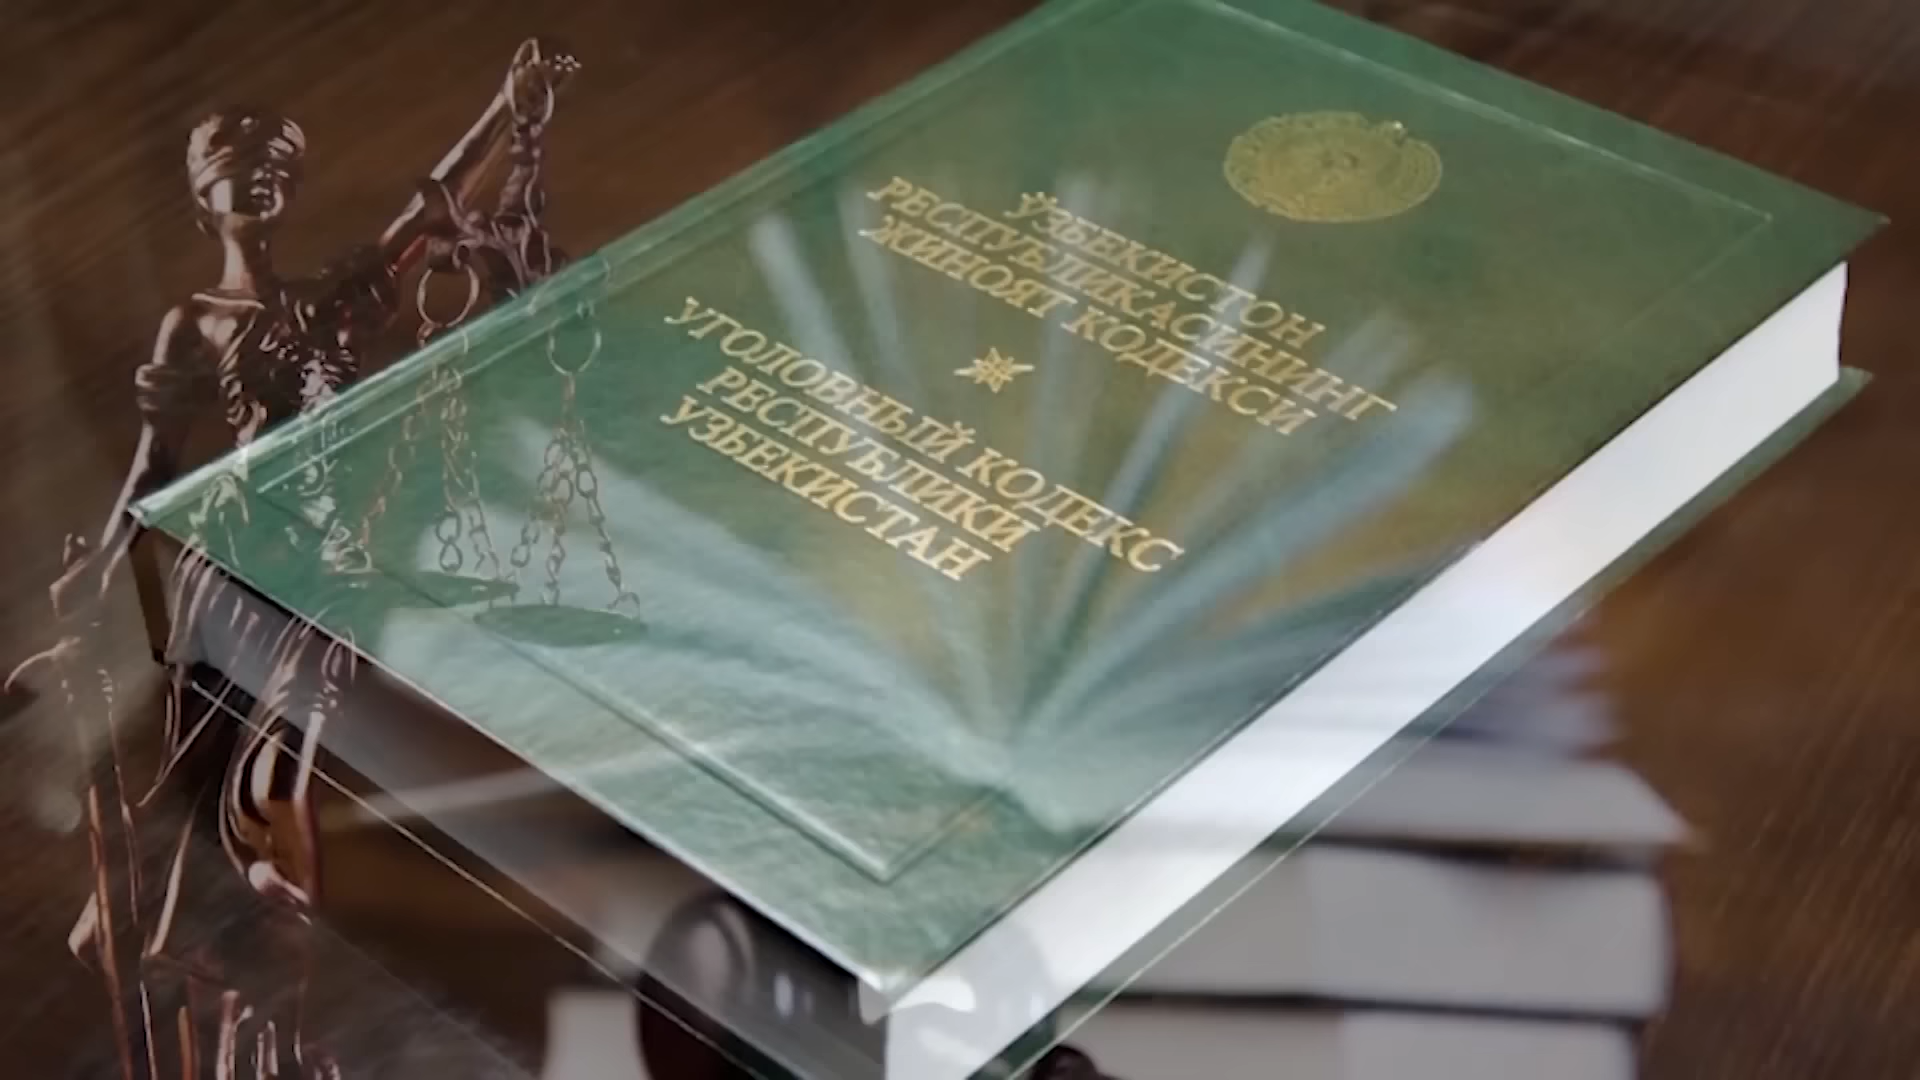 ЎЗБЕКИСТОН
РЕСПУБЛИКАСИНИНГ
ЖИНОЯТ КОДЕКСИ
УГОЛОВНЫЙ КОДЕКС
РЕСПУБЛИКИ
УЗБЕКИСТАН